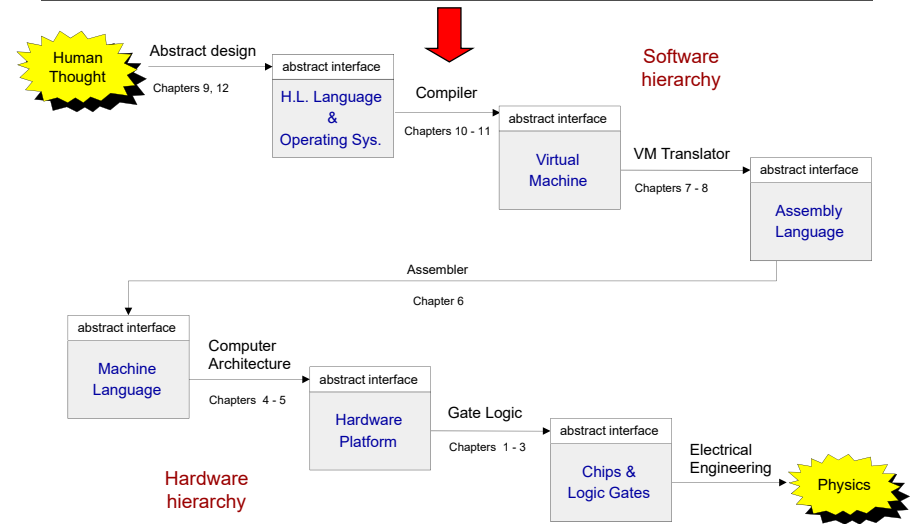 Human
Thought
Abstract design
Chapters 9, 12
abstract interface
H.L. Language
&
Operating Sys.
Compiler
Chapters 10 - 11
Software
hierarchy
abstract interface
Virtual
Machine
VM Translator
Chapters 7 - 8
abstract interface
Assembly
Language
Assembler
Chapter 6
abstract interface
Machine
Language
Computer
Architecture
Chapters 4 - 5
abstract interface
Hardware
Platform
Gate Logic
Chapters 1 - 3
abstract interface
Chips &
Logic Gates
Electrical
Engineering
Physics
Hardware
hierarchy